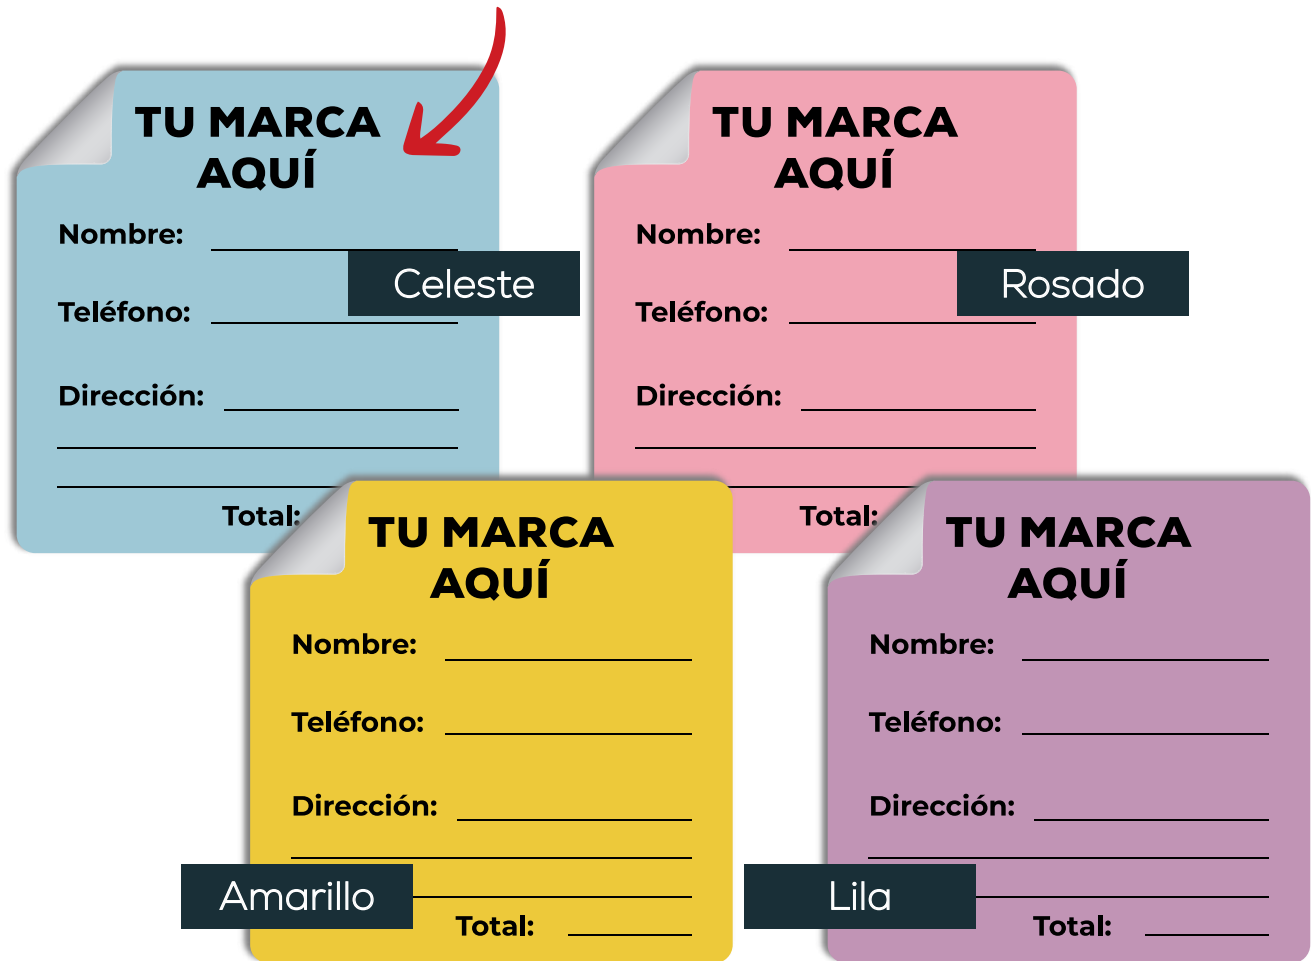 TU MARCA
AQUÍ
Nombre:
Teléfono:
Dirección:
Total:
Celeste
TU MARCA
AQUÍ
Nombre:
Teléfono:
Dirección:
Total:
Rosado
TU MARCA
AQUÍ
Nombre:
Teléfono:
Dirección:
Total:
Amarillo
TU MARCA
AQUÍ
Nombre:
Teléfono:
Dirección:
Total:
Lila